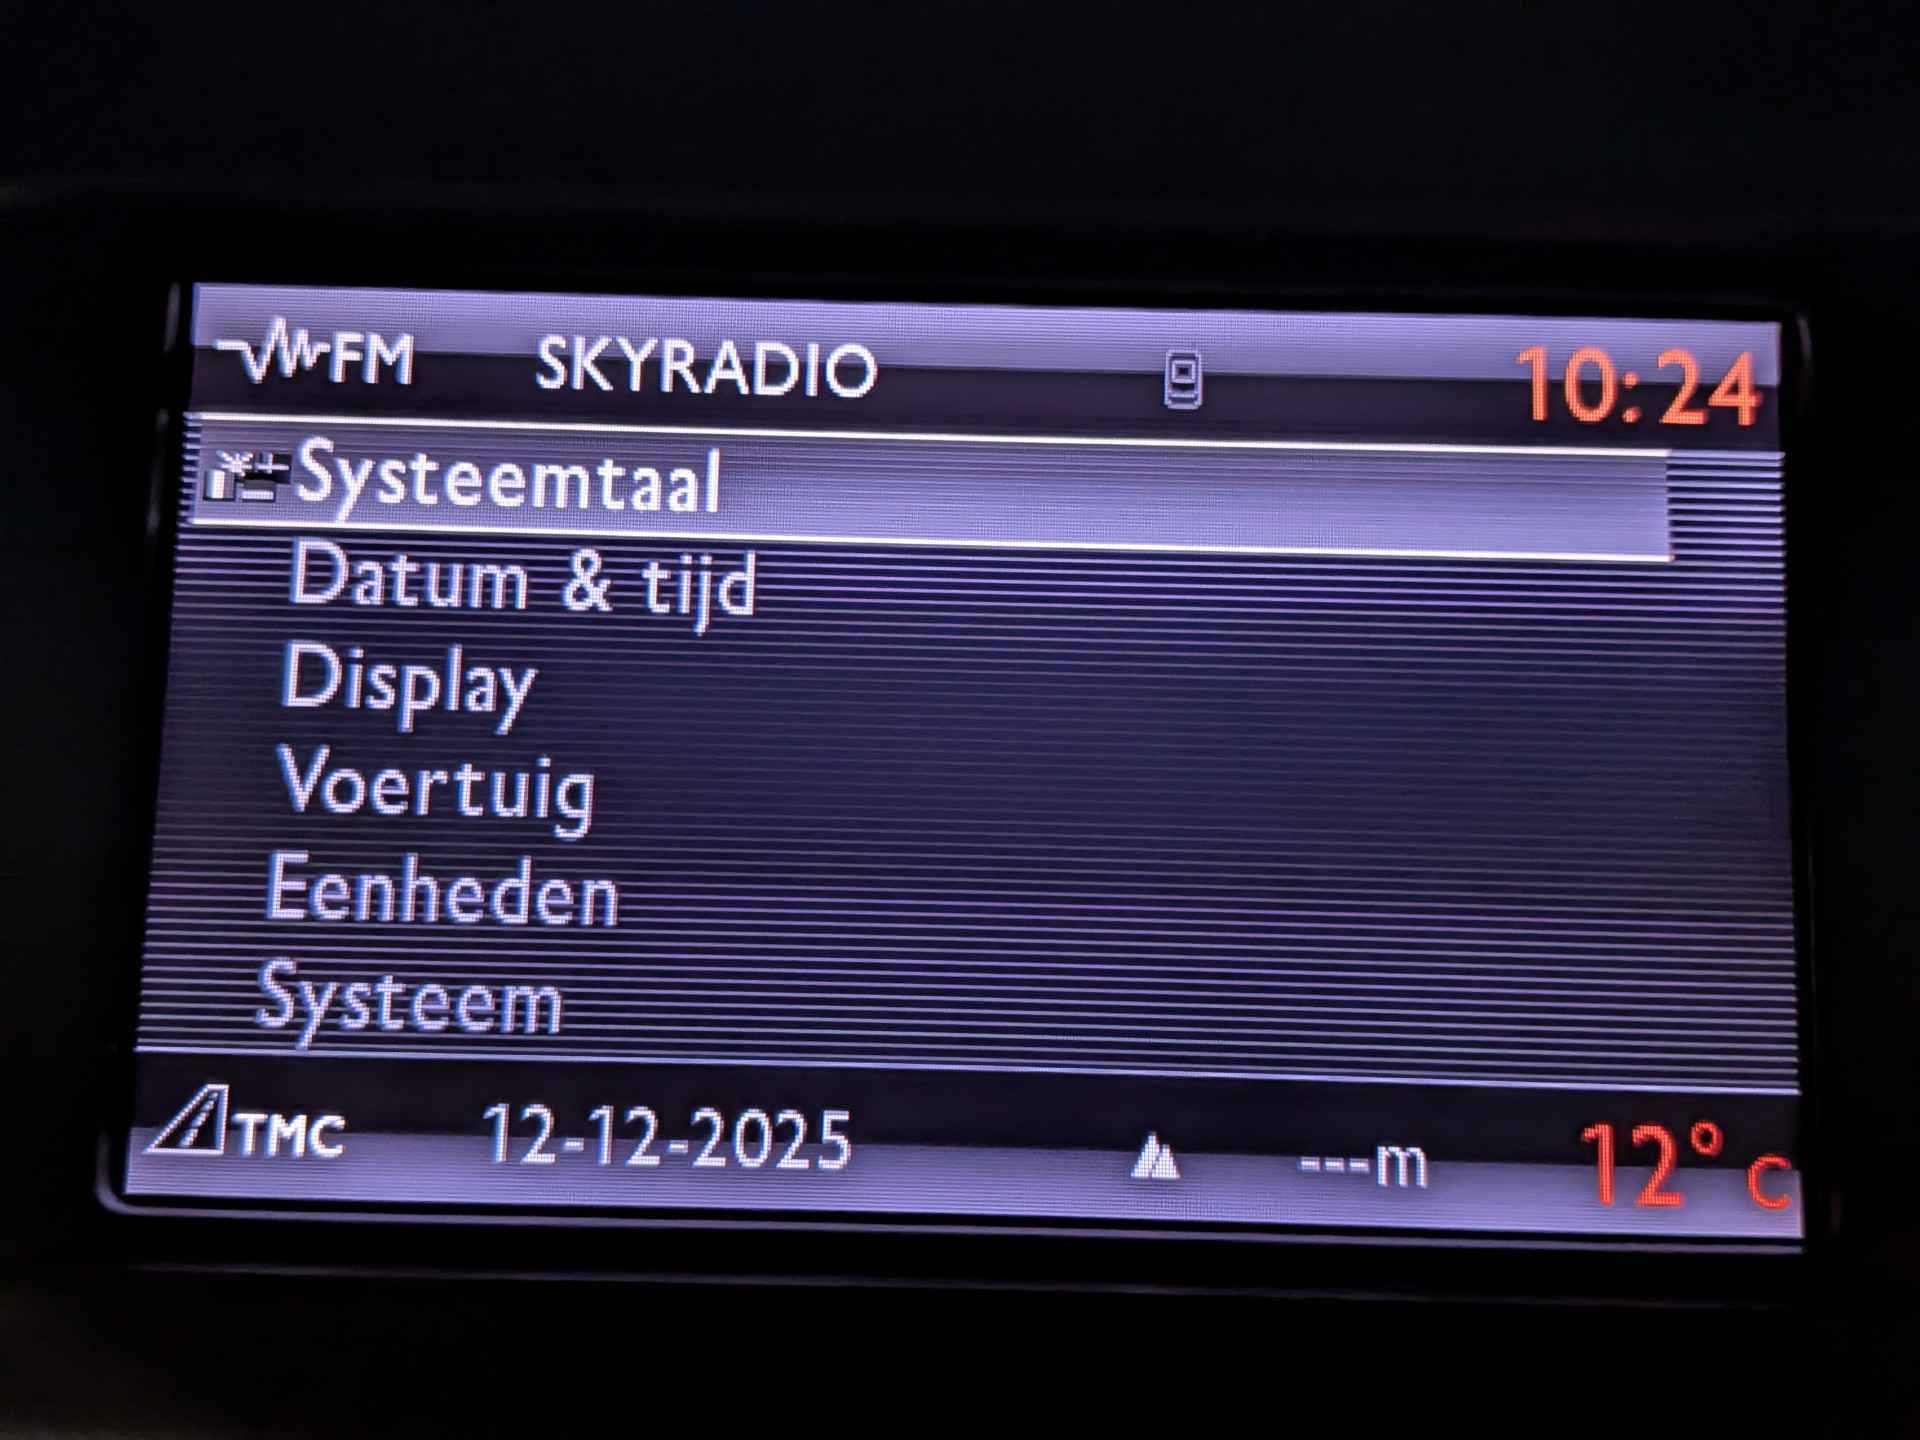 FM SKYRADIO 10:24
Systeemtaal
Datum & tijd
Display
Voertuig
Eenheden
Systeem
TMC 12-12-2025 ---m 12° C